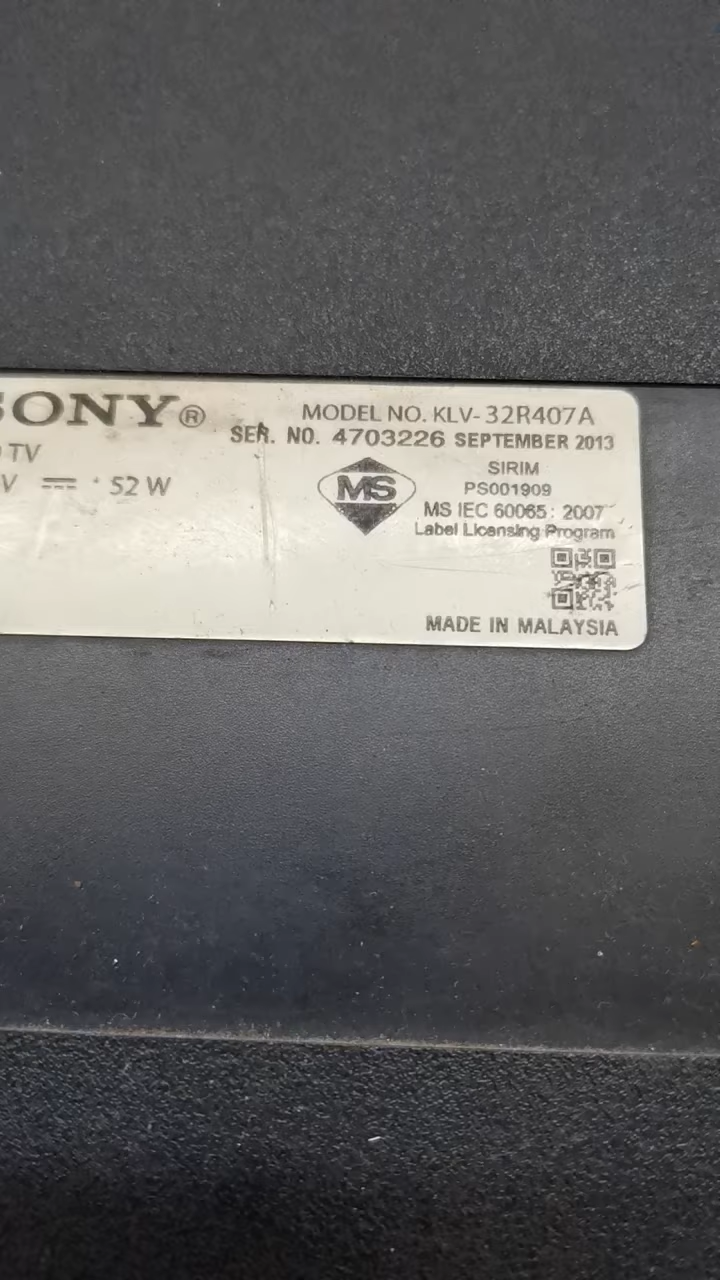 SONY®
MODEL NO. KLV-32R407A
SER. NO. 4703226 SEPTEMBER 2013
TV
V ⎓ 52 W
MS
SIRIM
PS001909
MS IEC 60065: 2007
Label Licensing Program
MADE IN MALAYSIA